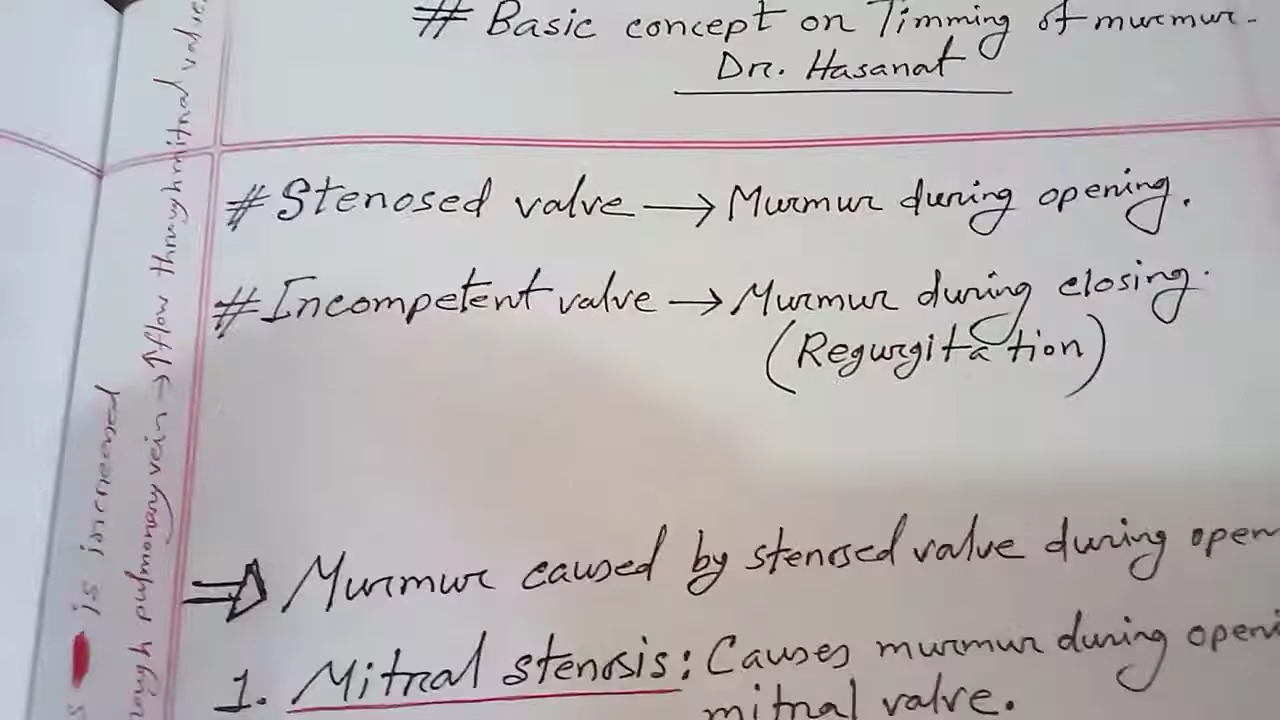 # Basic concept on Timming of murmur.
Dr. Hasanat
# Stenosed valve → Murmur during opening.
# Incompetent valve → Murmur during closing.
(Regurgitation)
⇒ Murmur caused by stenosed valve during open
1. Mitral stenosis: Causes murmur during openi
mitral valve.
is increased
rough pulmonary vein → ↑ flow through mitral valve.